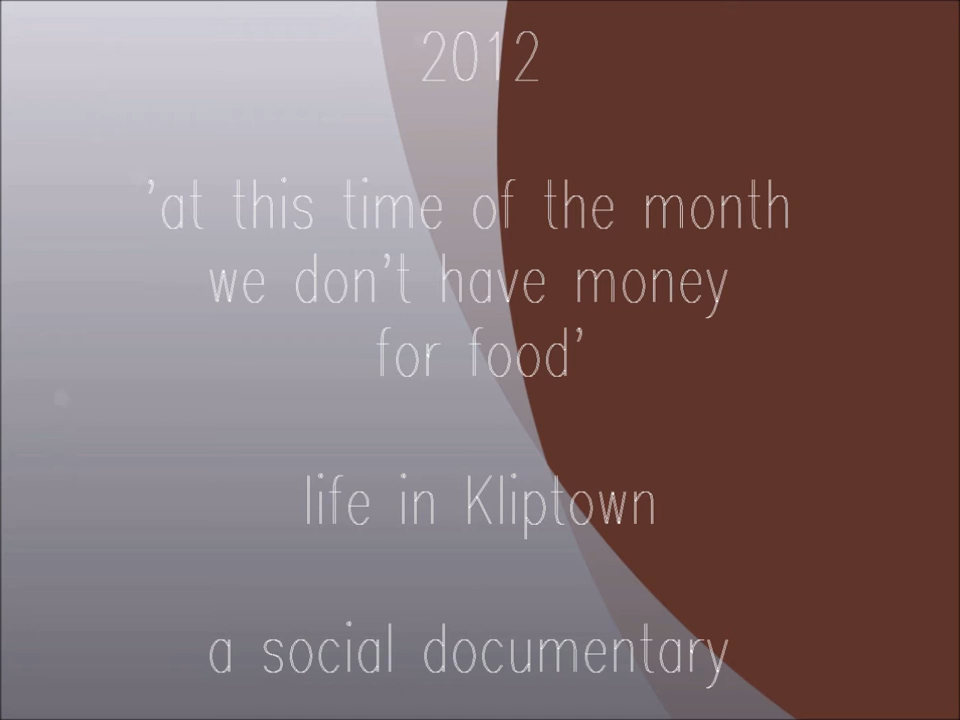 2012
'at this time of the month
we don't have money
for food'
life in Kliptown
a social documentary